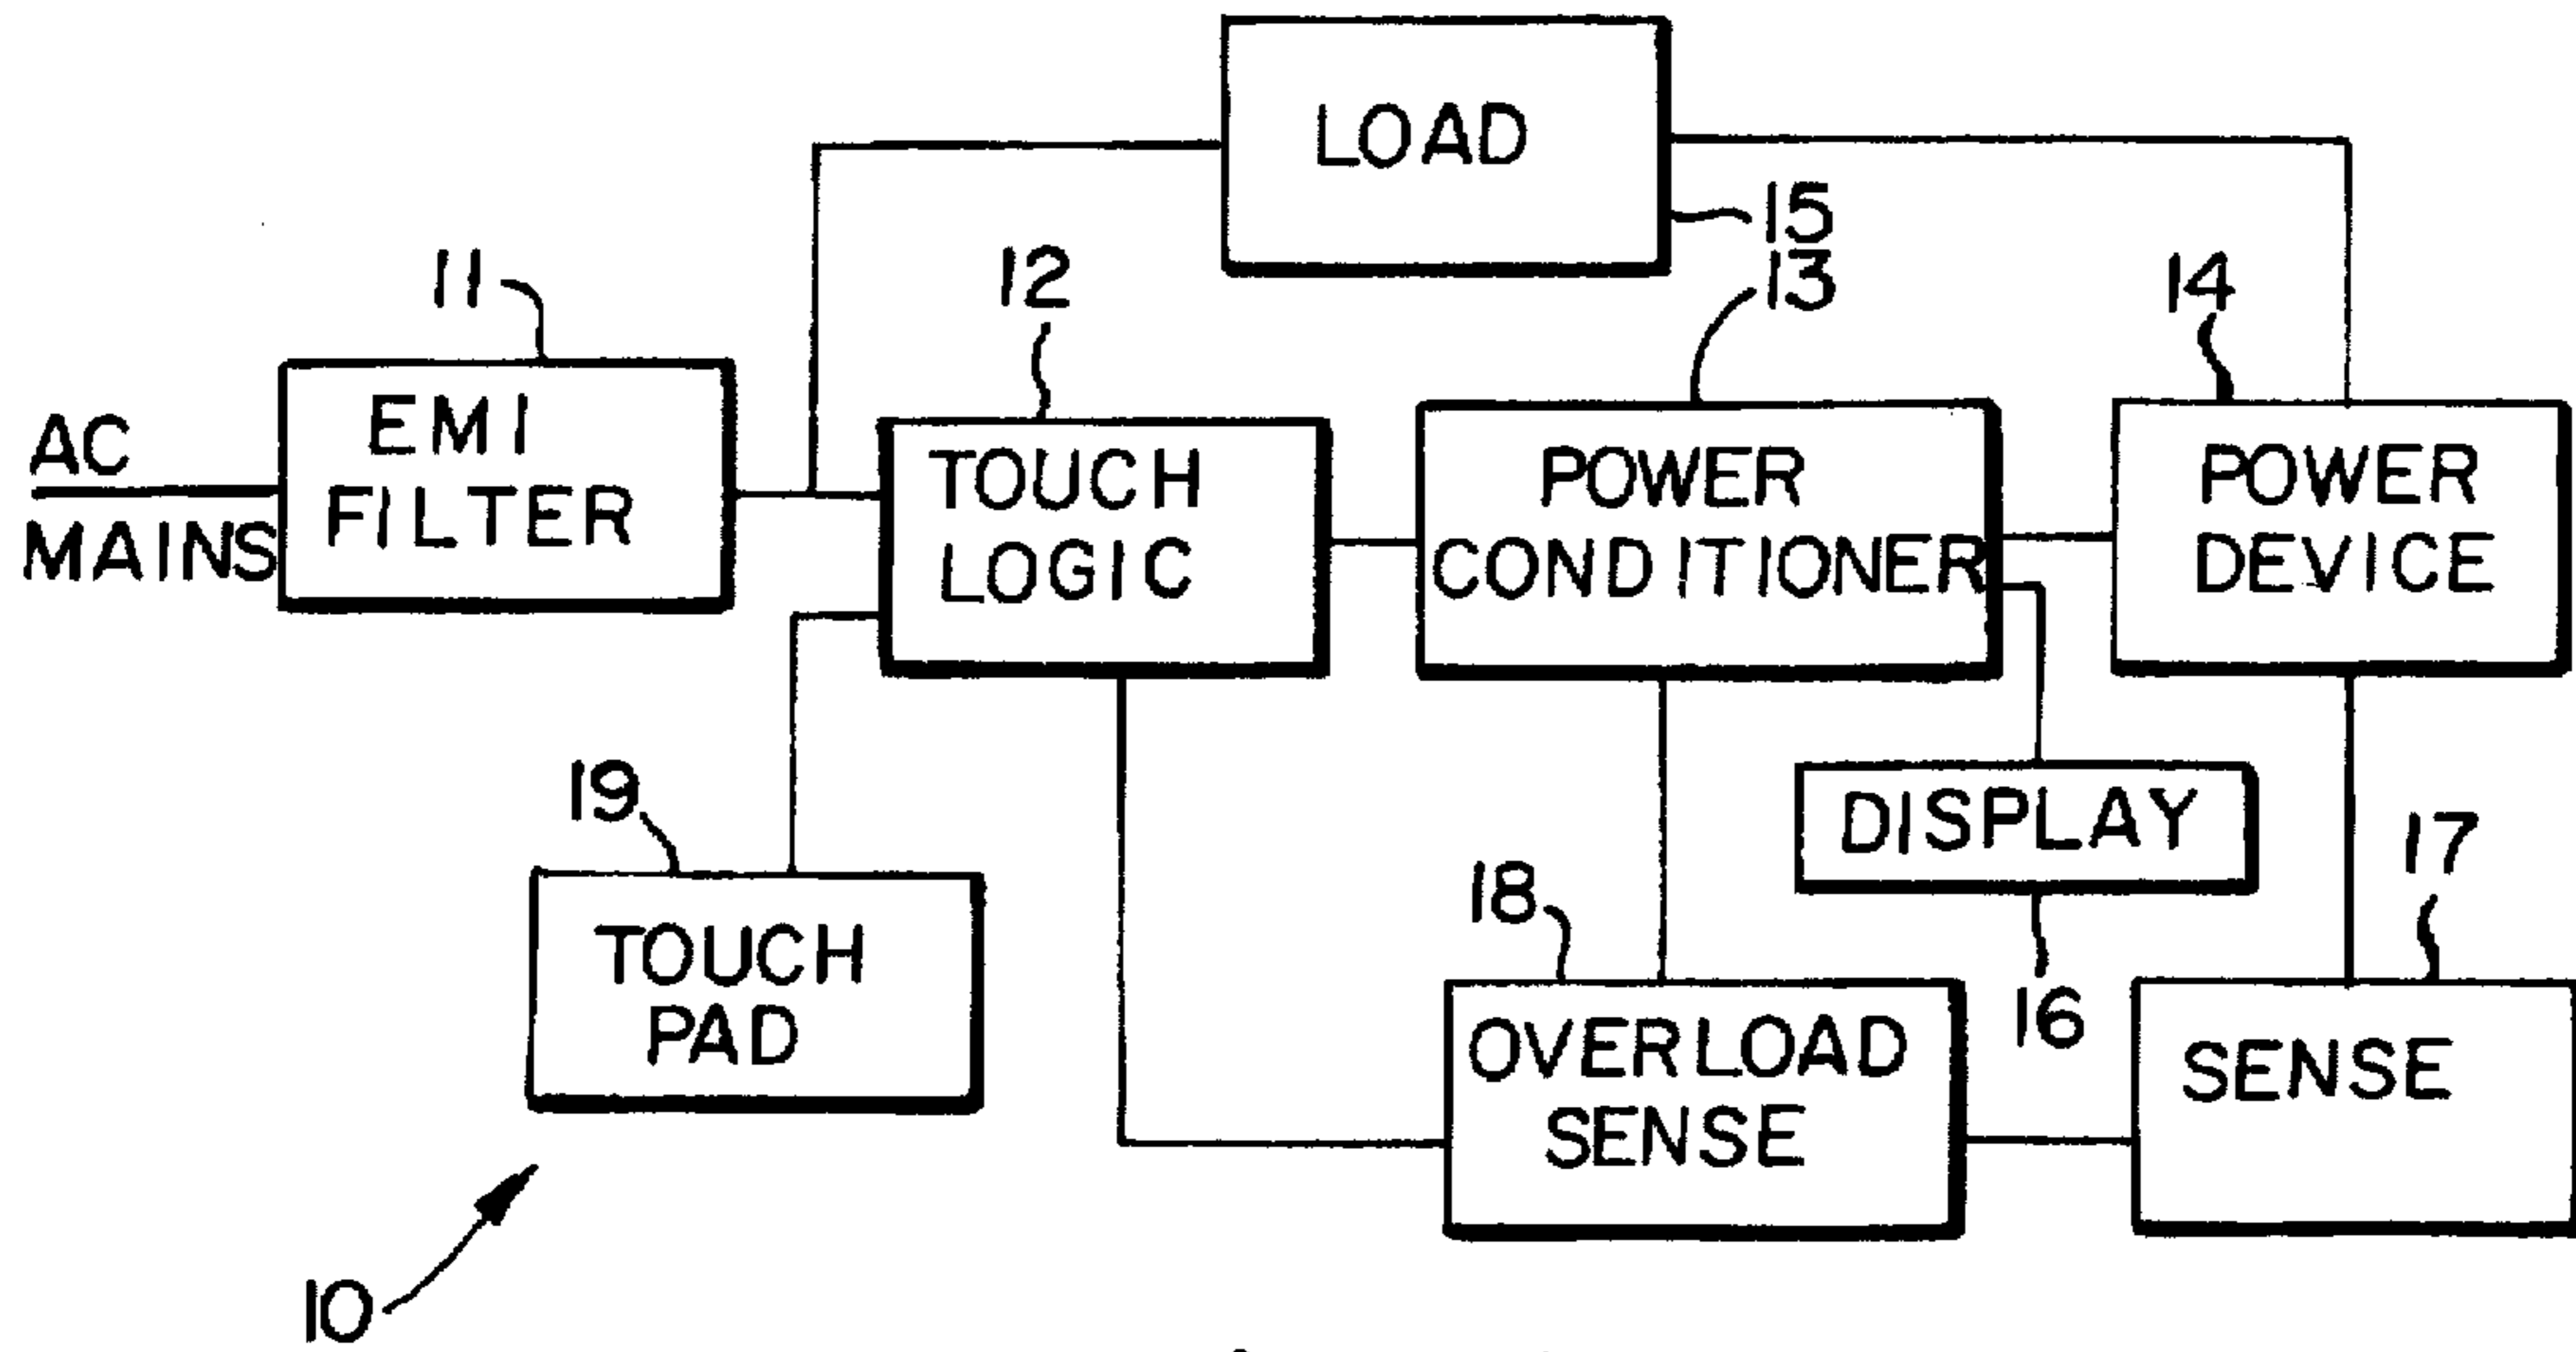 LOAD
15
13
11
12
14
AC
MAINS
EMI
FILTER
TOUCH
LOGIC
POWER
CONDITIONER
POWER
DEVICE
19
DISPLAY
17
18
16
TOUCH
PAD
OVERLOAD
SENSE
SENSE
10